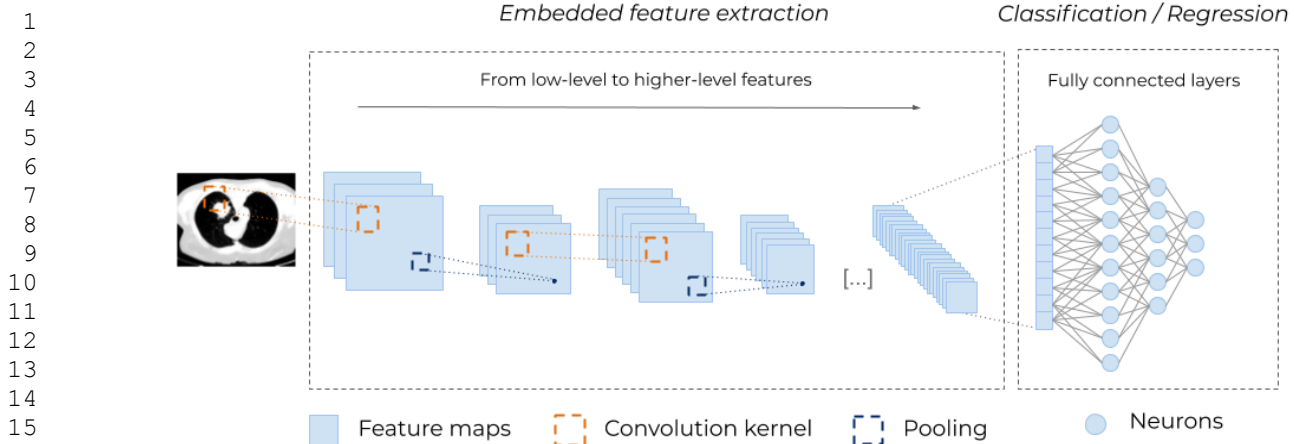 1
2
3
4
5
6
7
8
9
10
11
12
13
14
15
Embedded feature extraction
Classification / Regression
From low-level to higher-level features
Fully connected layers
[...]
Feature maps
Convolution kernel
Pooling
Neurons